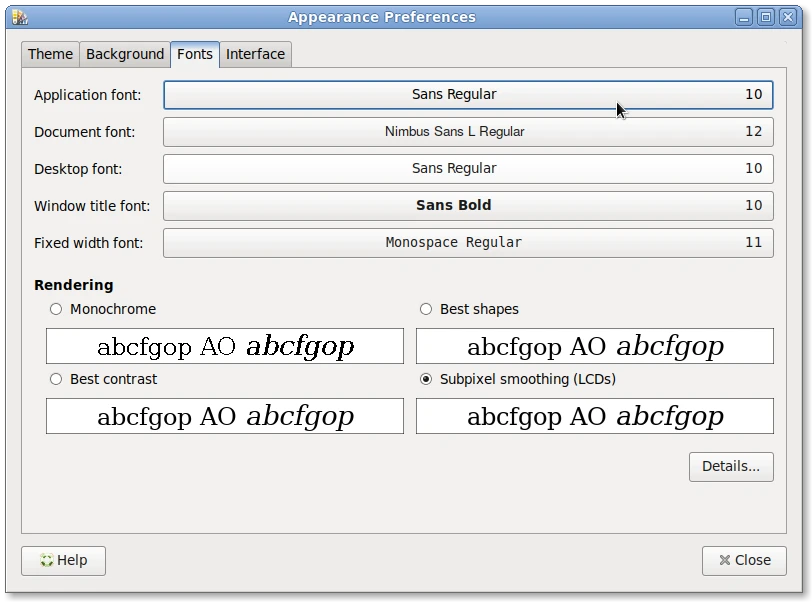 Appearance Preferences
Theme Background Fonts Interface
Application font: Sans Regular 10
Document font: Nimbus Sans L Regular 12
Desktop font: Sans Regular 10
Window title font: Sans Bold 10
Fixed width font: Monospace Regular 11
Rendering
Monochrome Best shapes
abcfgop AO abcfgop abcfgop AO abcfgop
Best contrast Subpixel smoothing (LCDs)
abcfgop AO abcfgop abcfgop AO abcfgop
Details...
Help Close